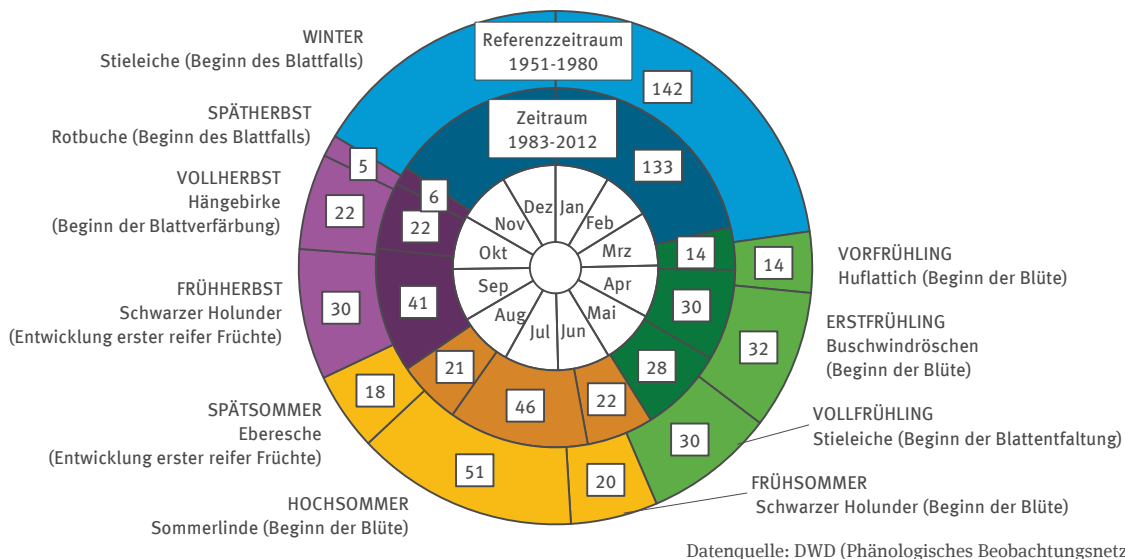 WINTER
Stieleiche (Beginn des Blattfalls)
SPÄTHERBST
Rotbuche (Beginn des Blattfalls)
VOLLHERBST
Hängebirke
(Beginn der Blattverfärbung)
FRÜHHERBST
Schwarzer Holunder
(Entwicklung erster reifer Früchte)
SPÄTSOMMER
Eberesche
(Entwicklung erster reifer Früchte)
HOCHSOMMER
Sommerlinde (Beginn der Blüte)
Referenzzeitraum
1951-1980
142
Zeitraum
1983-2012
133
5
6
22
22
30
41
18
21
51
46
20
22
30
28
32
30
14
14
Jan
Feb
Mrz
Apr
Mai
Jun
Jul
Aug
Sep
Okt
Nov
Dez
VORFRÜHLING
Huflattich (Beginn der Blüte)
ERSTFRÜHLING
Buschwindröschen
(Beginn der Blüte)
VOLLFRÜHLING
Stieleiche (Beginn der Blattentfaltung)
FRÜHSOMMER
Schwarzer Holunder (Beginn der Blüte)
Datenquelle: DWD (Phänologisches Beobachtungsnetz